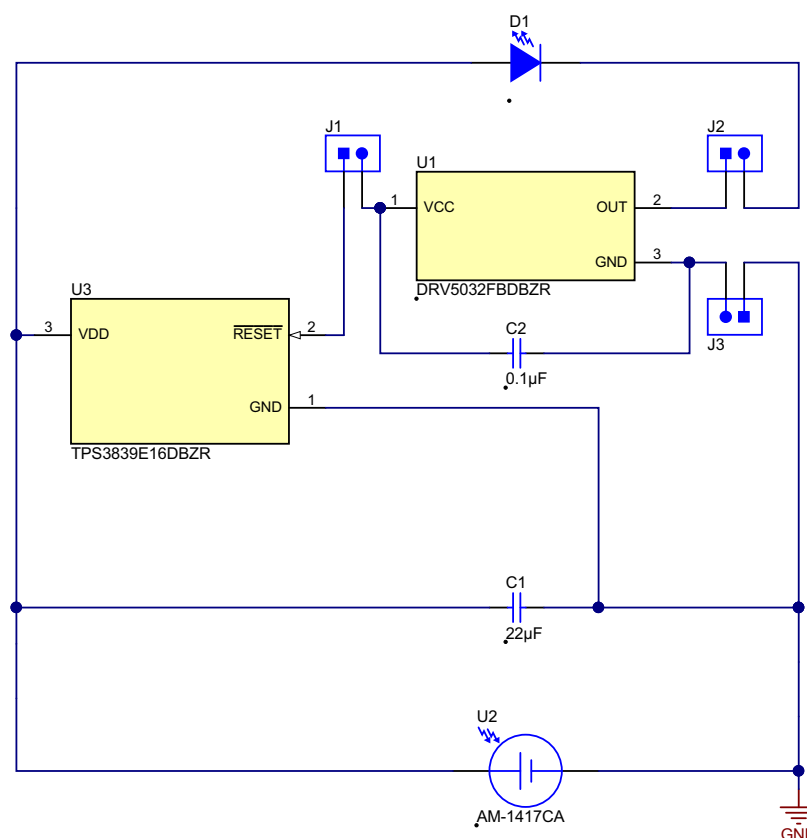 D1
J1
J2
U1
1
VCC
OUT
2
GND
3
DRV5032FBDBZR
U3
3
VDD
RESET
2
C2
0.1µF
J3
GND
1
TPS3839E16DBZR
C1
22µF
U2
AM-1417CA
GND